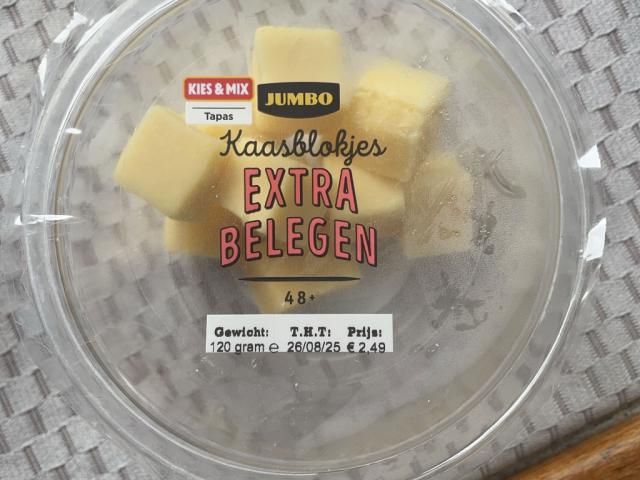 KIES & MIX
Tapas
JUMBO
Kaasblokjes
EXTRA
BELEGEN
48+
Gewicht: T.H.T: Prijs:
120 gram e 26/08/25 € 2,49